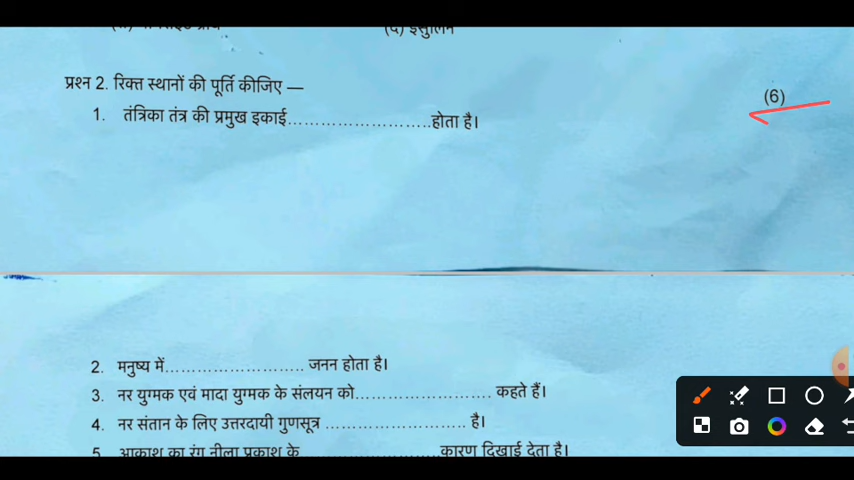 (द) इंसुलिन
प्रश्न 2. रिक्त स्थानों की पूर्ति कीजिए —
(6)
1. तंत्रिका तंत्र की प्रमुख इकाई..........................होता है।
2. मनुष्य में.......................... जनन होता है।
3. नर युग्मक एवं मादा युग्मक के संलयन को.......................... कहते हैं।
4. नर संतान के लिए उत्तरदायी गुणसूत्र .......................... है।
5. आकाश का रंग नीला प्रकाश के ..........................कारण दिखाई देता है।